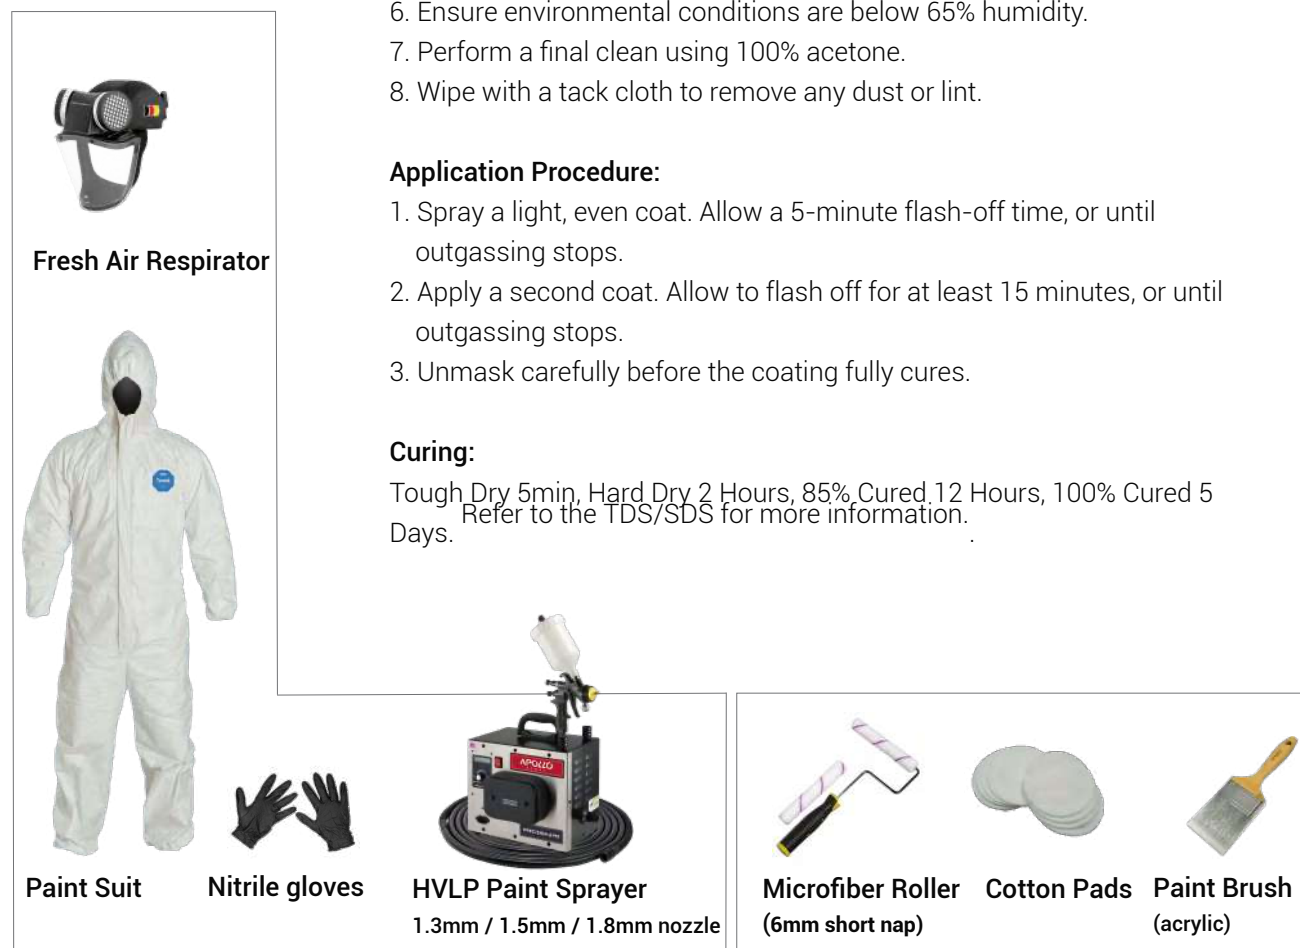 6. Ensure environmental conditions are below 65% humidity.
7. Perform a final clean using 100% acetone.
8. Wipe with a tack cloth to remove any dust or lint.
Application Procedure:
1. Spray a light, even coat. Allow a 5-minute flash-off time, or until
outgassing stops.
2. Apply a second coat. Allow to flash off for at least 15 minutes, or until
outgassing stops.
3. Unmask carefully before the coating fully cures.
Curing:
Tough Dry 5min, Hard Dry 2 Hours, 85% Cured 12 Hours, 100% Cured 5
Days.
Refer to the TDS/SDS for more information.
.
Fresh Air Respirator
APOLLO
Paint Suit
Nitrile gloves
HVLP Paint Sprayer
1.3mm / 1.5mm / 1.8mm nozzle
Microfiber Roller
(6mm short nap)
Cotton Pads
Paint Brush
(acrylic)